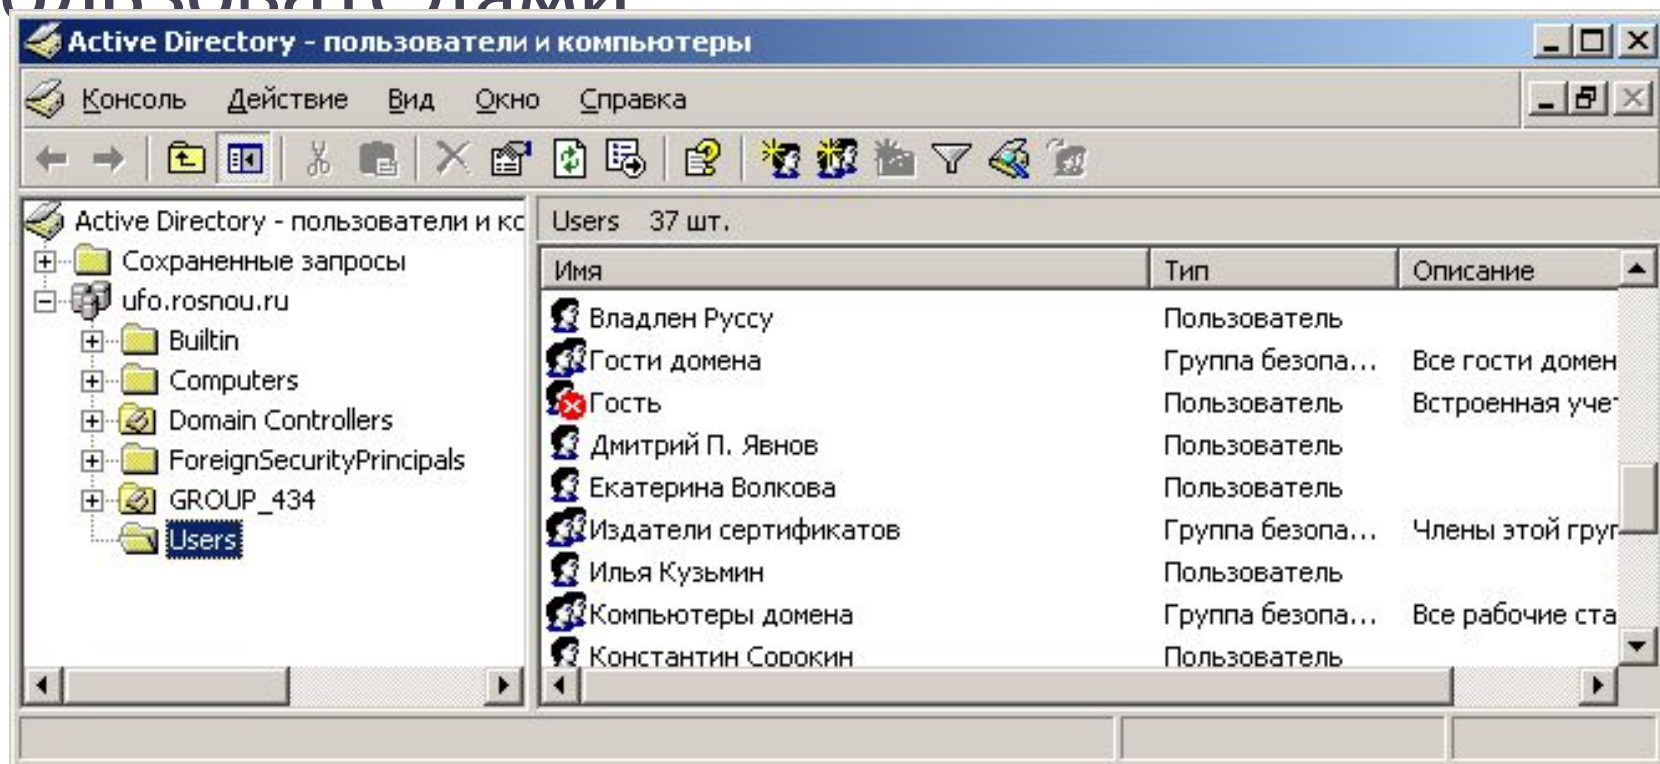 Active Directory - пользователи и компьютеры
Консоль Действие Вид Окно Справка
Active Directory - пользователи и кс
Сохраненные запросы
ufo.rosnou.ru
Builtin
Computers
Domain Controllers
ForeignSecurityPrincipals
GROUP_434
Users
Users 37 шт.
Имя Тип Описание
Владлен Руссу Пользователь
Гости домена Группа безопа... Все гости домен
Гость Пользователь Встроенная учет
Дмитрий П. Явнов Пользователь
Екатерина Волкова Пользователь
Издатели сертификатов Группа безопа... Члены этой груп
Илья Кузьмин Пользователь
Компьютеры домена Группа безопа... Все рабочие ста
Константин Сорокин Пользователь